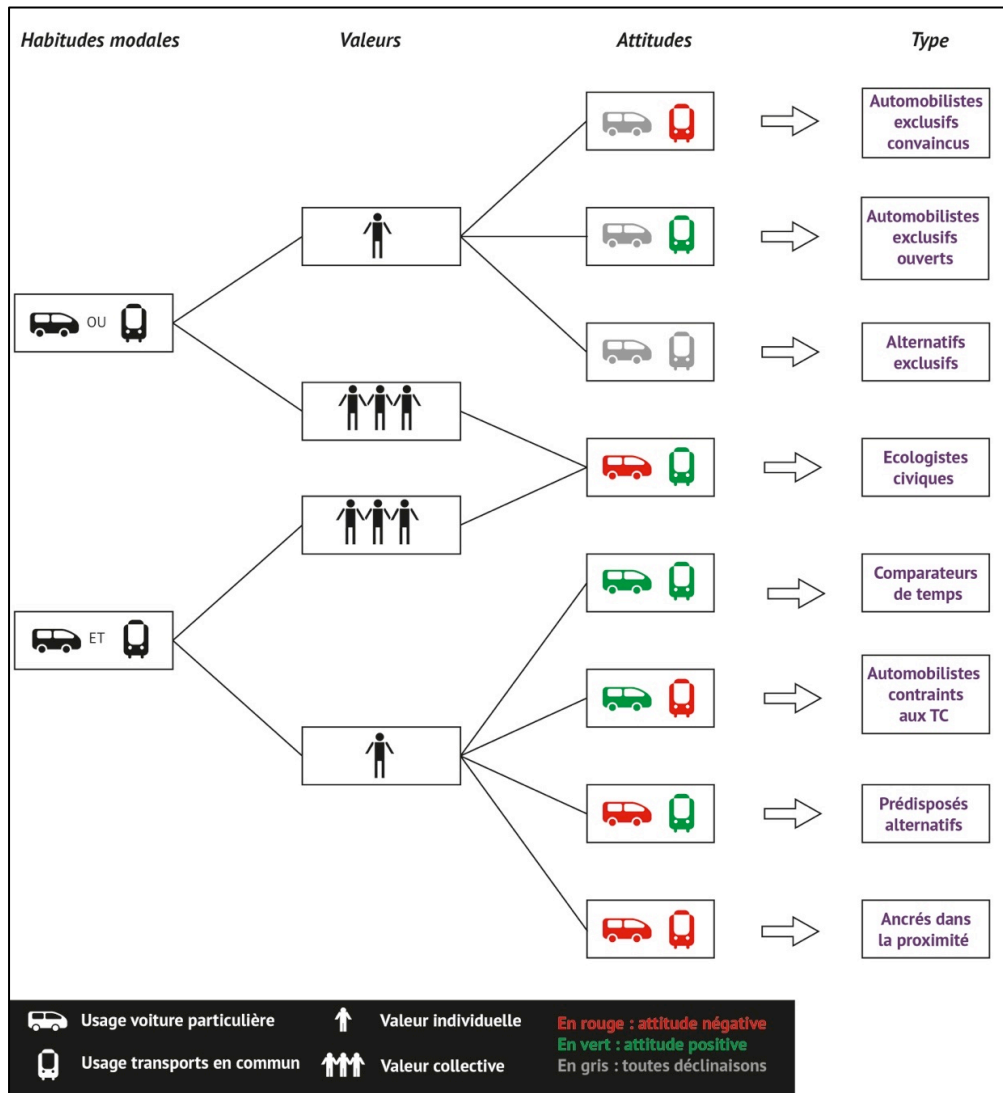 Habitudes modales
Valeurs
Attitudes
Type
Automobilistes
exclusifs
convaincus
Automobilistes
exclusifs
ouverts
OU
Alternatifs
exclusifs
Ecologistes
civiques
Comparateurs
de temps
ET
Automobilistes
contraints
aux TC
Prédisposés
alternatifs
Ancrés dans
la proximité
Usage voiture particulière
Valeur individuelle
En rouge : attitude négative
En vert : attitude positive
Usage transports en commun
Valeur collective
En gris : toutes déclinaisons